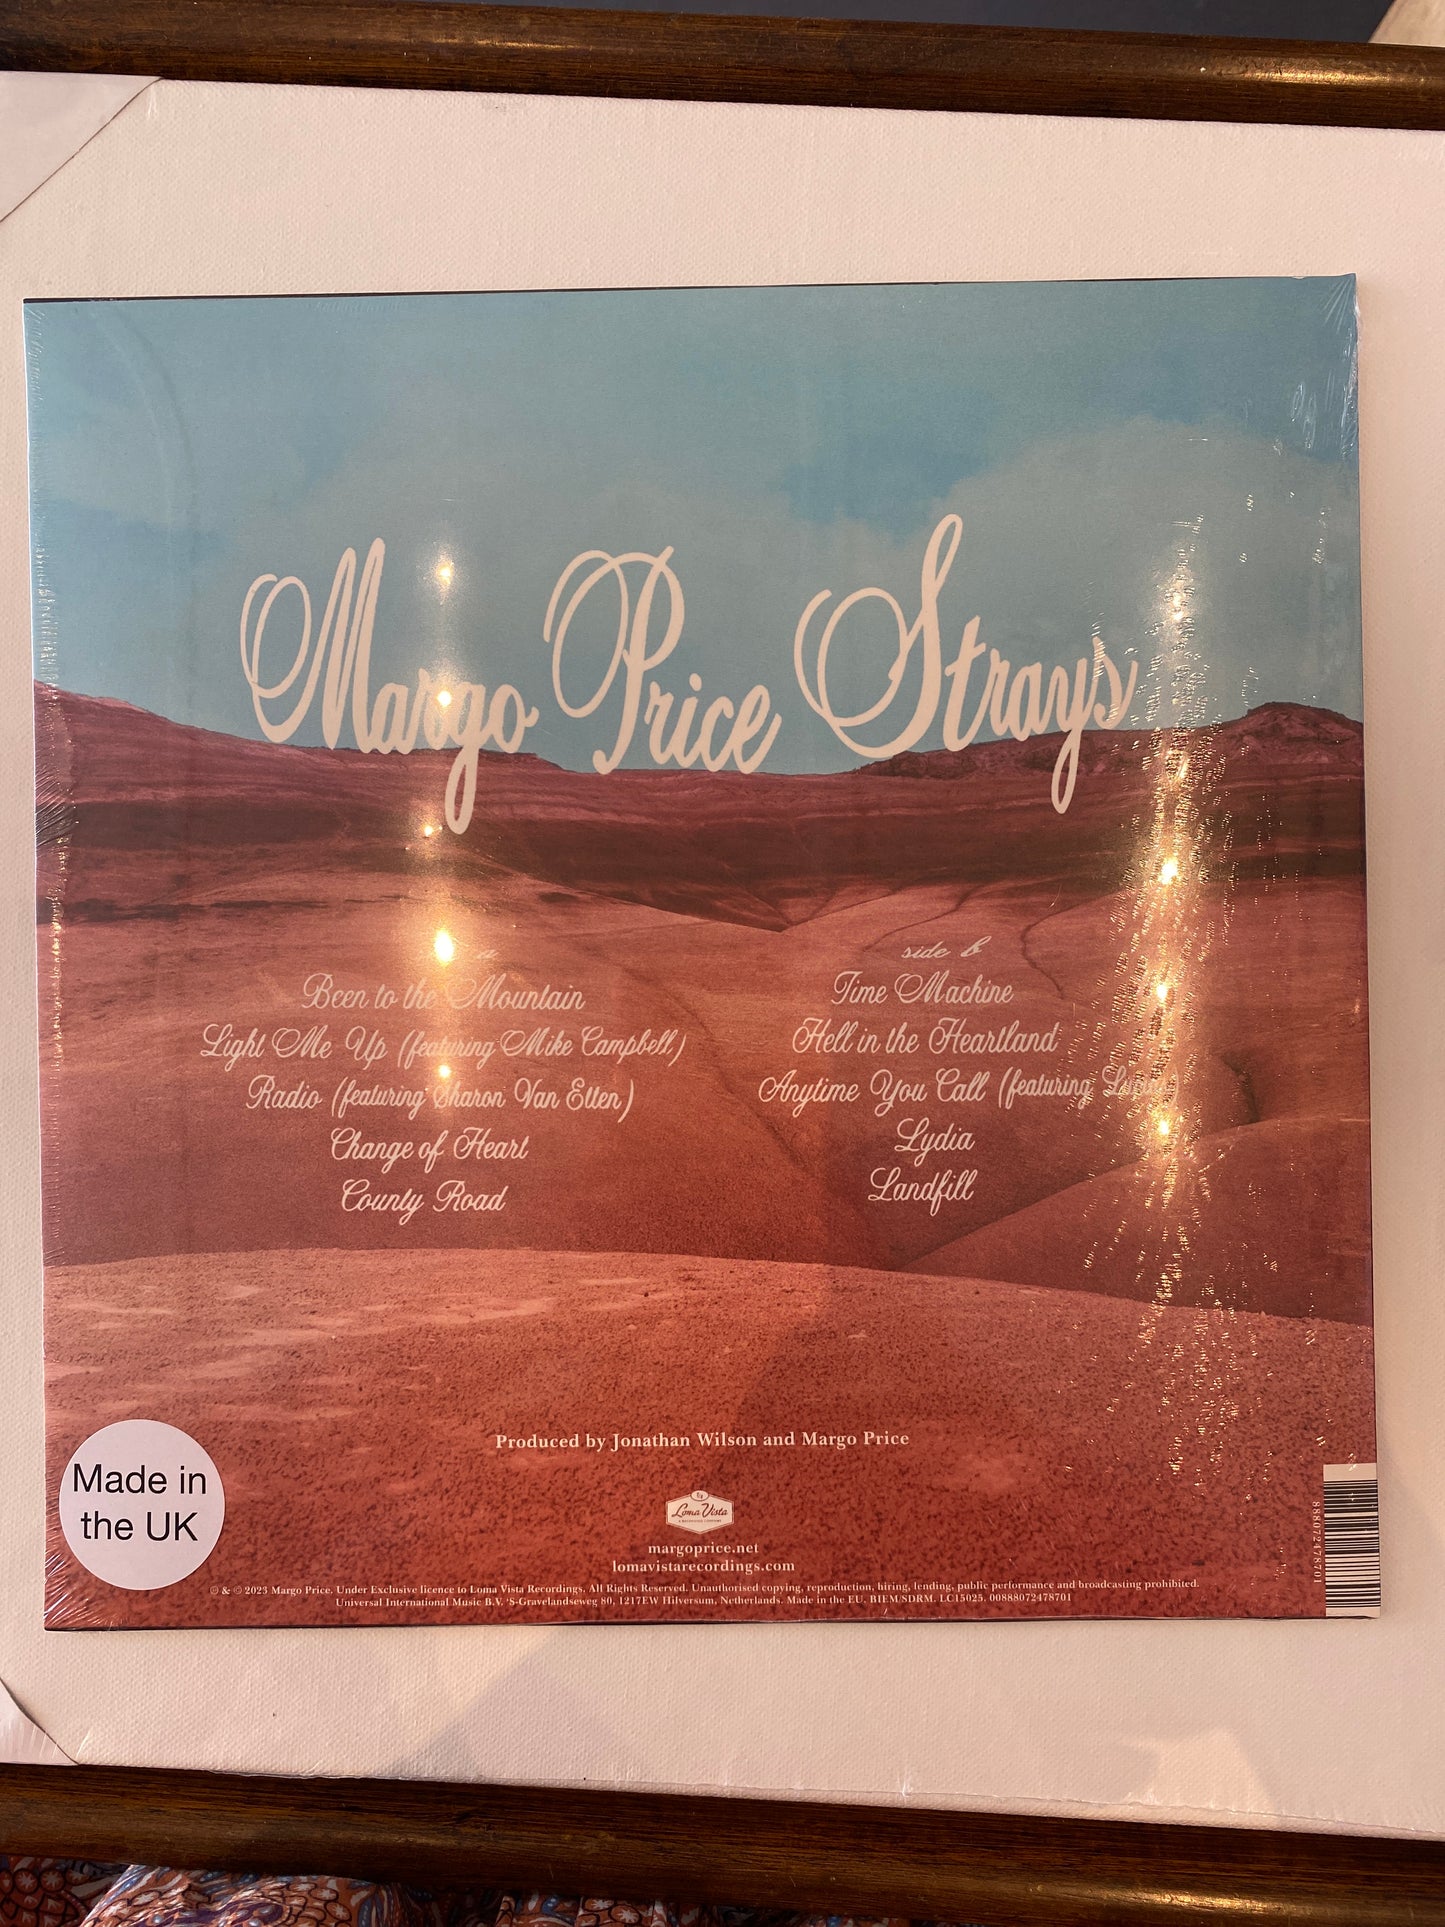 Margo Price Strays
a
Been to the Mountain
Light Me Up (featuring Mike Campbell)
Radio (featuring Sharon Van Etten)
Change of Heart
County Road
side b
Time Machine
Hell in the Heartland
Anytime You Call (featuring
Lydia
Landfill
Produced by Jonathan Wilson and Margo Price
Loma Vista
margoprice.net
lomavistarecordings.com
℗ & © 2023 Margo Price. Under Exclusive licence to Loma Vista Recordings. All Rights Reserved. Unauthorised copying, reproduction, hiring, lending, public performance and broadcasting prohibited.
Universal International Music B.V. 'S-Gravelandseweg 80, 1217EW Hilversum, Netherlands. Made in the EU. BIEM/SDRM. LC15025. 00888072478701
Made in
the UK
888072478701